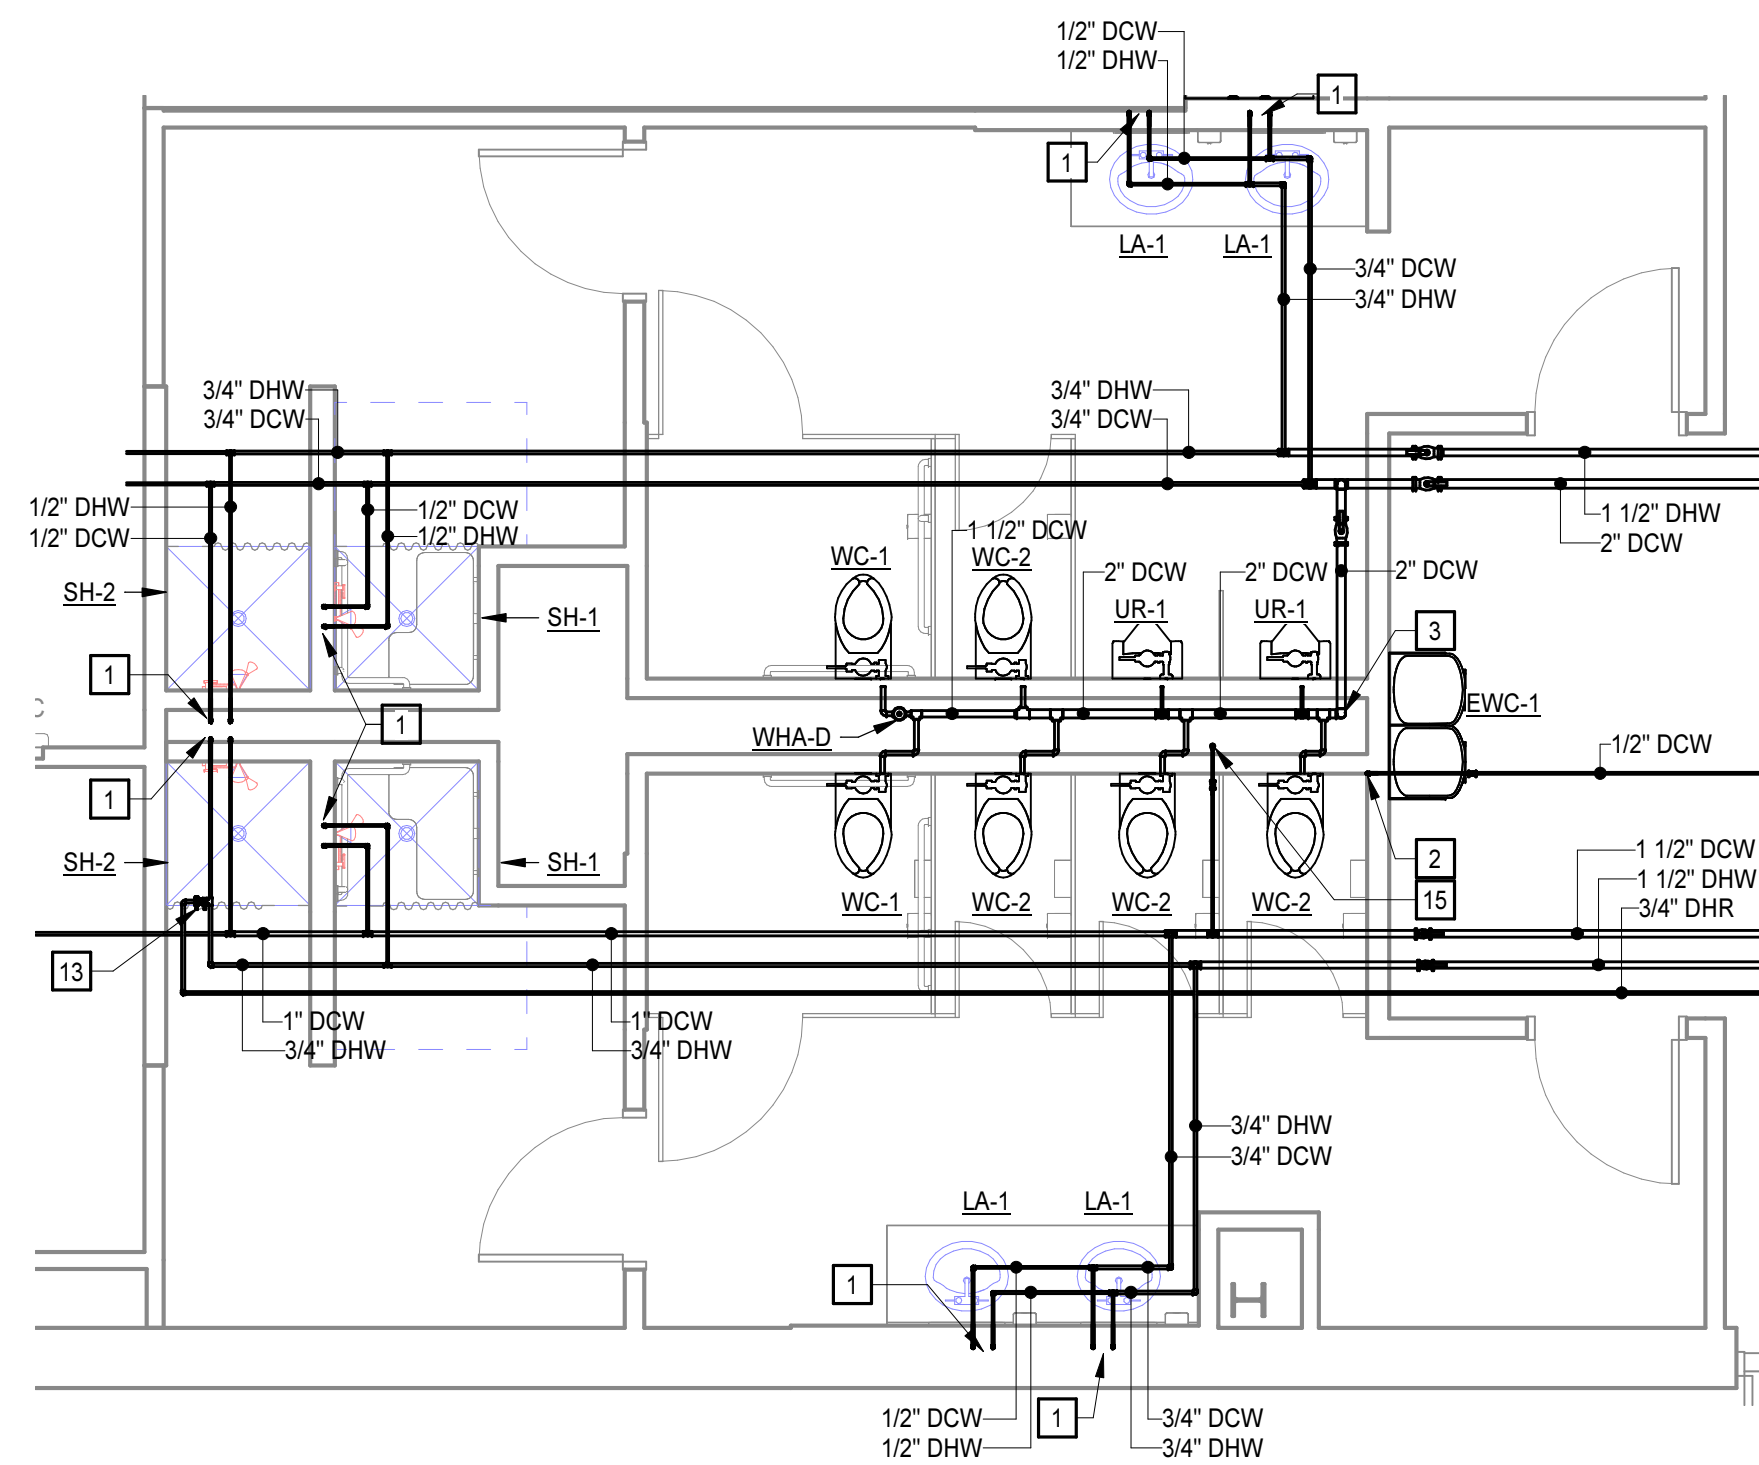 1/2" DCW
1/2" DHW
1
1
LA-1
LA-1
3/4" DCW
3/4" DHW
3/4" DHW
3/4" DCW
3/4" DHW
3/4" DCW
1/2" DHW
1/2" DCW
1/2" DCW
1/2" DHW
1 1/2" DCW
1 1/2" DHW
2" DCW
WC-1
WC-2
2" DCW
2" DCW
2" DCW
UR-1
UR-1
SH-2
SH-1
3
1
1
EWC-1
WHA-D
1/2" DCW
1
SH-2
SH-1
2
15
1 1/2" DCW
1 1/2" DHW
3/4" DHR
WC-1
WC-2
WC-2
WC-2
13
1" DCW
3/4" DHW
1" DCW
3/4" DHW
3/4" DHW
3/4" DCW
LA-1
LA-1
1
H
1
1/2" DCW
1/2" DHW
3/4" DCW
3/4" DHW